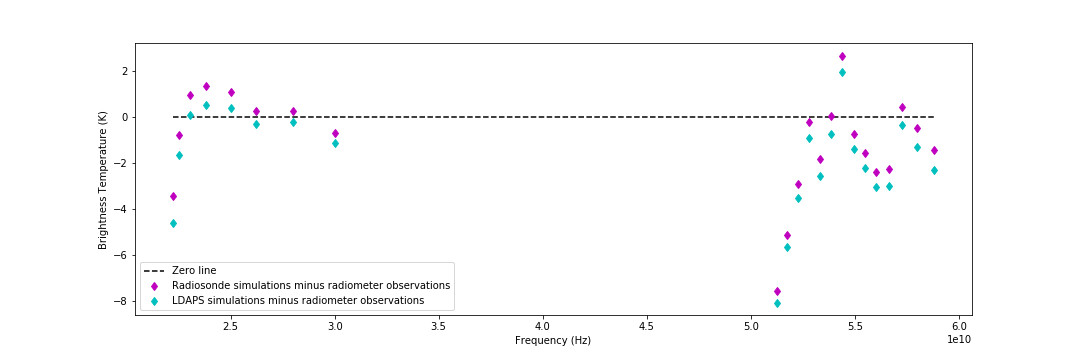 2
0
−2
−4
−6
−8
Brightness Temperature (K)
Zero line
Radiosonde simulations minus radiometer observations
LDAPS simulations minus radiometer observations
2.5 3.0 3.5 4.0 4.5 5.0 5.5 6.0
1e10
Frequency (Hz)